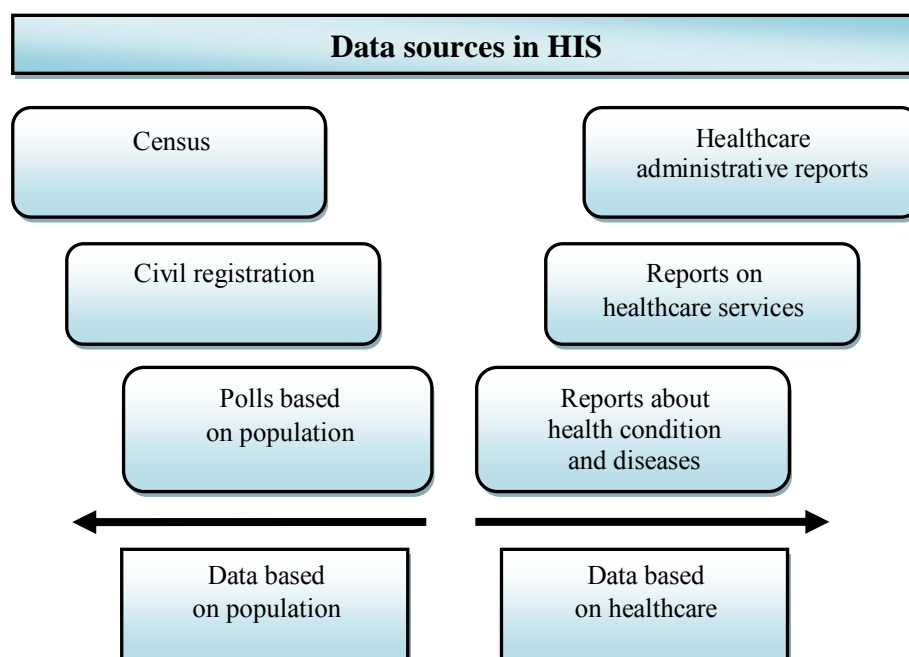 Data sources in HIS
Census
Healthcare
administrative reports
Civil registration
Reports on
healthcare services
Polls based
on population
Reports about
health condition
and diseases
Data based
on population
Data based
on healthcare